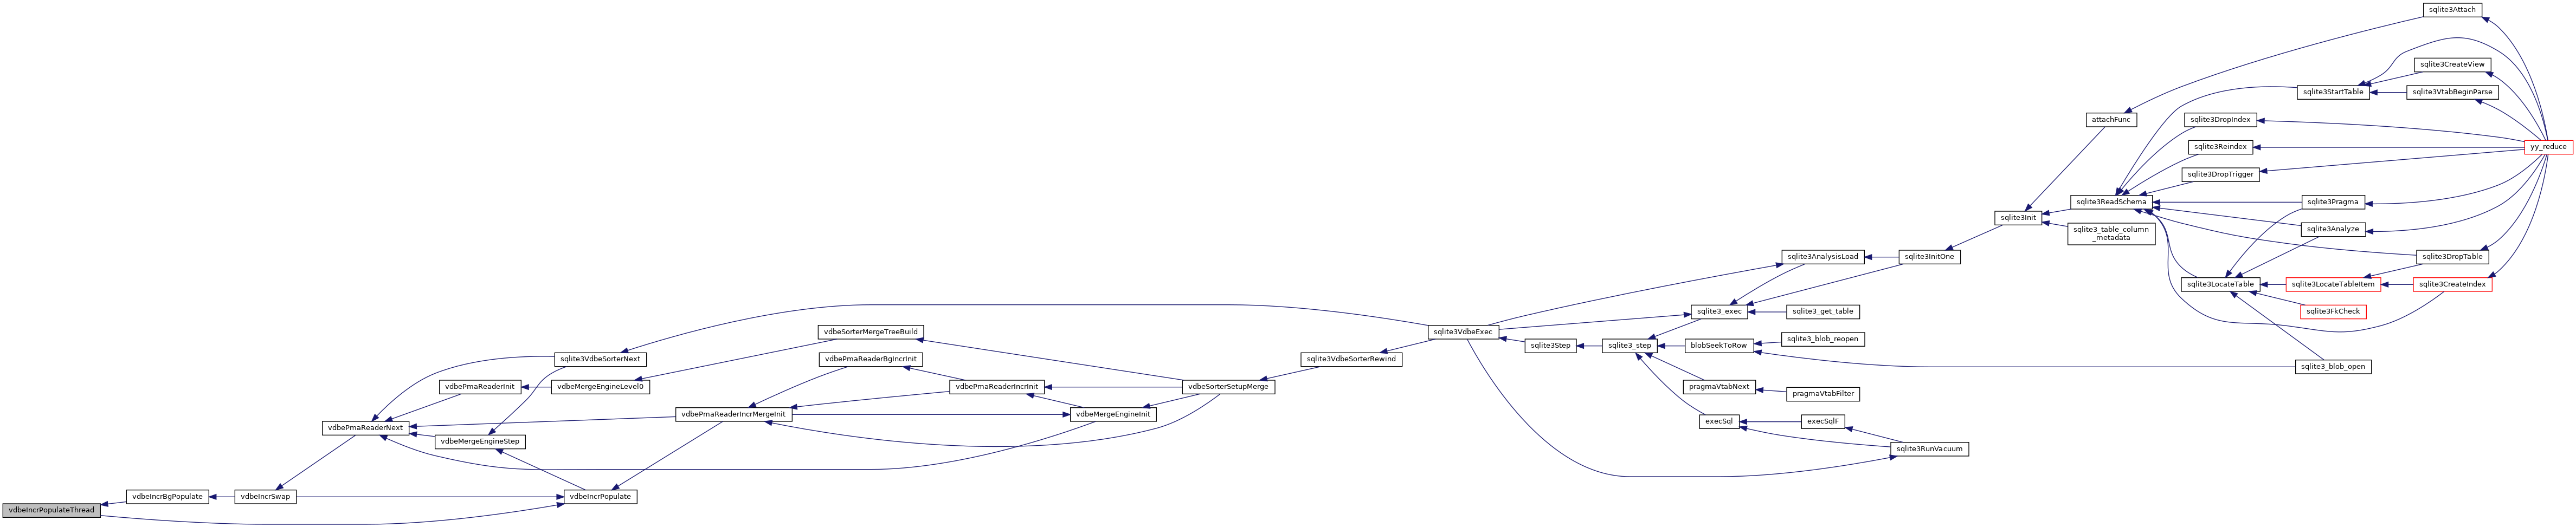 sqlite3Attach
sqlite3CreateView
sqlite3StartTable
sqlite3VtabBeginParse
attachFunc
sqlite3DropIndex
sqlite3Reindex
yy_reduce
sqlite3DropTrigger
sqlite3ReadSchema
sqlite3Pragma
sqlite3Init
sqlite3_table_column
_metadata
sqlite3Analyze
sqlite3AnalysisLoad
sqlite3InitOne
sqlite3DropTable
sqlite3LocateTable
sqlite3LocateTableItem
sqlite3CreateIndex
sqlite3_exec
sqlite3_get_table
sqlite3FkCheck
vdbeSorterMergeTreeBuild
sqlite3VdbeExec
sqlite3Step
sqlite3_step
blobSeekToRow
sqlite3_blob_reopen
sqlite3VdbeSorterNext
vdbePmaReaderBgIncrInit
sqlite3VdbeSorterRewind
sqlite3_blob_open
vdbePmaReaderInit
vdbeMergeEngineLevel0
vdbePmaReaderIncrInit
vdbeSorterSetupMerge
pragmaVtabNext
pragmaVtabFilter
vdbePmaReaderNext
vdbePmaReaderIncrMergeInit
vdbeMergeEngineInit
execSql
execSqlF
vdbeMergeEngineStep
sqlite3RunVacuum
vdbeIncrBgPopulate
vdbeIncrSwap
vdbeIncrPopulate
vdbeIncrPopulateThread